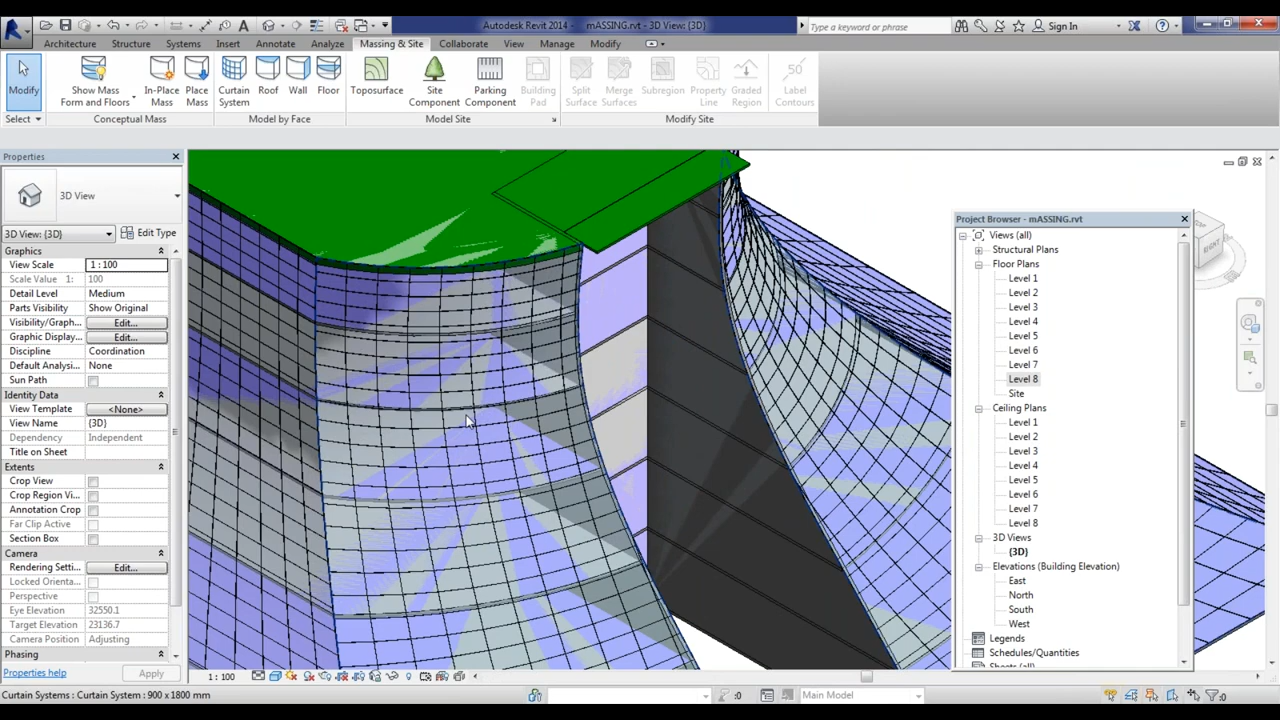 Autodesk Revit 2014 - mASSING.rvt - 3D View: {3D}
Type a keyword or phrase
Sign In
Architecture Structure Systems Insert Annotate Analyze Massing & Site Collaborate View Manage Modify
Modify
Show Mass Form and Floors
In-Place Mass
Place Mass
Curtain System
Roof
Wall
Floor
Toposurface
Site Component
Parking Component
Building Pad
Split Surface
Merge Surfaces
Subregion
Property Line
Graded Region
50
Label Contours
Select
Conceptual Mass
Model by Face
Model Site
Modify Site
Properties
3D View
3D View: {3D}
Edit Type
Graphics
View Scale 1 : 100
Scale Value 1: 100
Detail Level Medium
Parts Visibility Show Original
Visibility/Graph... Edit...
Graphic Display... Edit...
Discipline Coordination
Default Analysi... None
Sun Path
Identity Data
View Template <None>
View Name {3D}
Dependency Independent
Title on Sheet
Extents
Crop View
Crop Region Vi...
Annotation Crop
Far Clip Active
Section Box
Camera
Rendering Setti... Edit...
Locked Orienta...
Perspective
Eye Elevation 32550.1
Target Elevation 23136.7
Camera Position Adjusting
Phasing
Properties help
Apply
Project Browser - mASSING.rvt
Views (all)
Structural Plans
Floor Plans
Level 1
Level 2
Level 3
Level 4
Level 5
Level 6
Level 7
Level 8
Site
Ceiling Plans
Level 1
Level 2
Level 3
Level 4
Level 5
Level 6
Level 7
Level 8
3D Views
{3D}
Elevations (Building Elevation)
East
North
South
West
Legends
Schedules/Quantities
Sheets (all)
RIGHT
1 : 100
Curtain Systems : Curtain System : 900 x 1800 mm
:0
Main Model
:0